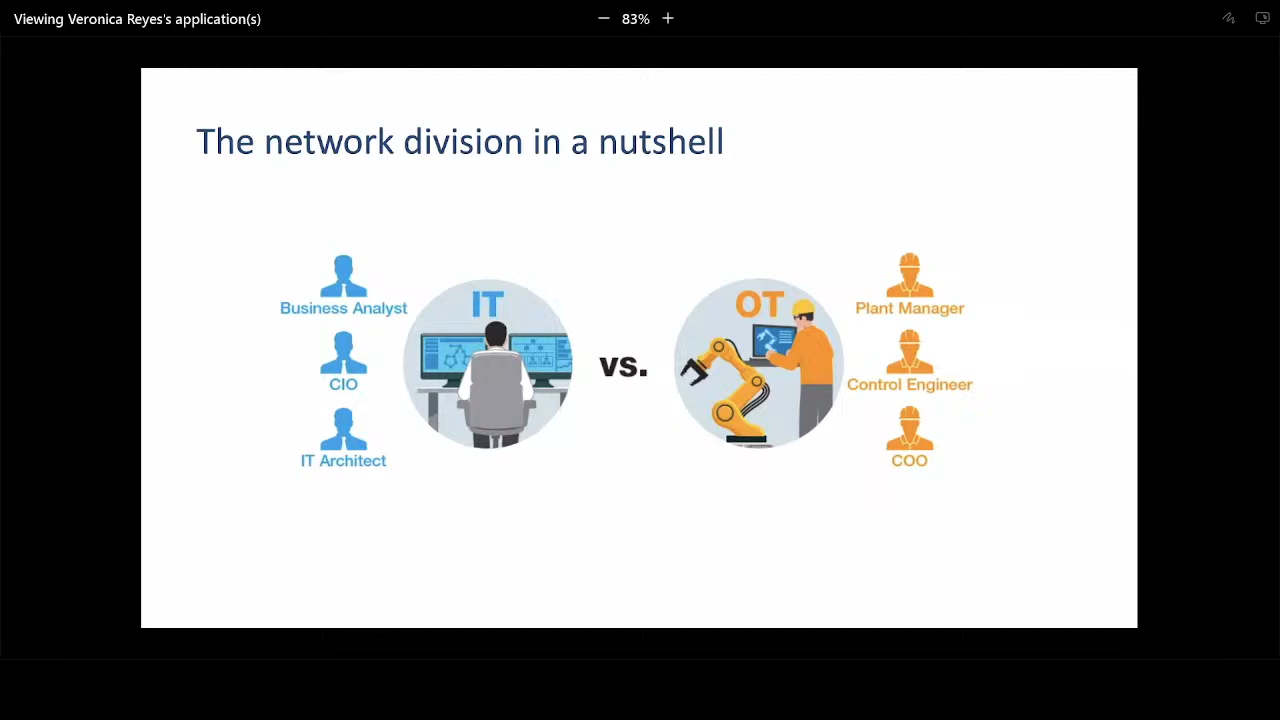 Viewing Veronica Reyes's application(s)
83%
The network division in a nutshell
Business Analyst
CIO
IT Architect
IT
vs.
OT
Plant Manager
Control Engineer
COO